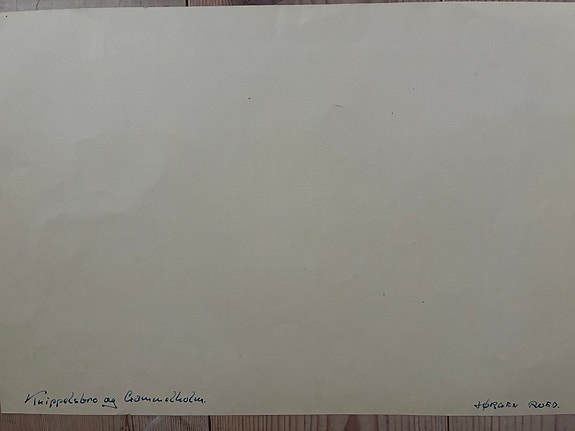 Knippelsbro og Gammelholm.
JØRGEN ROED.